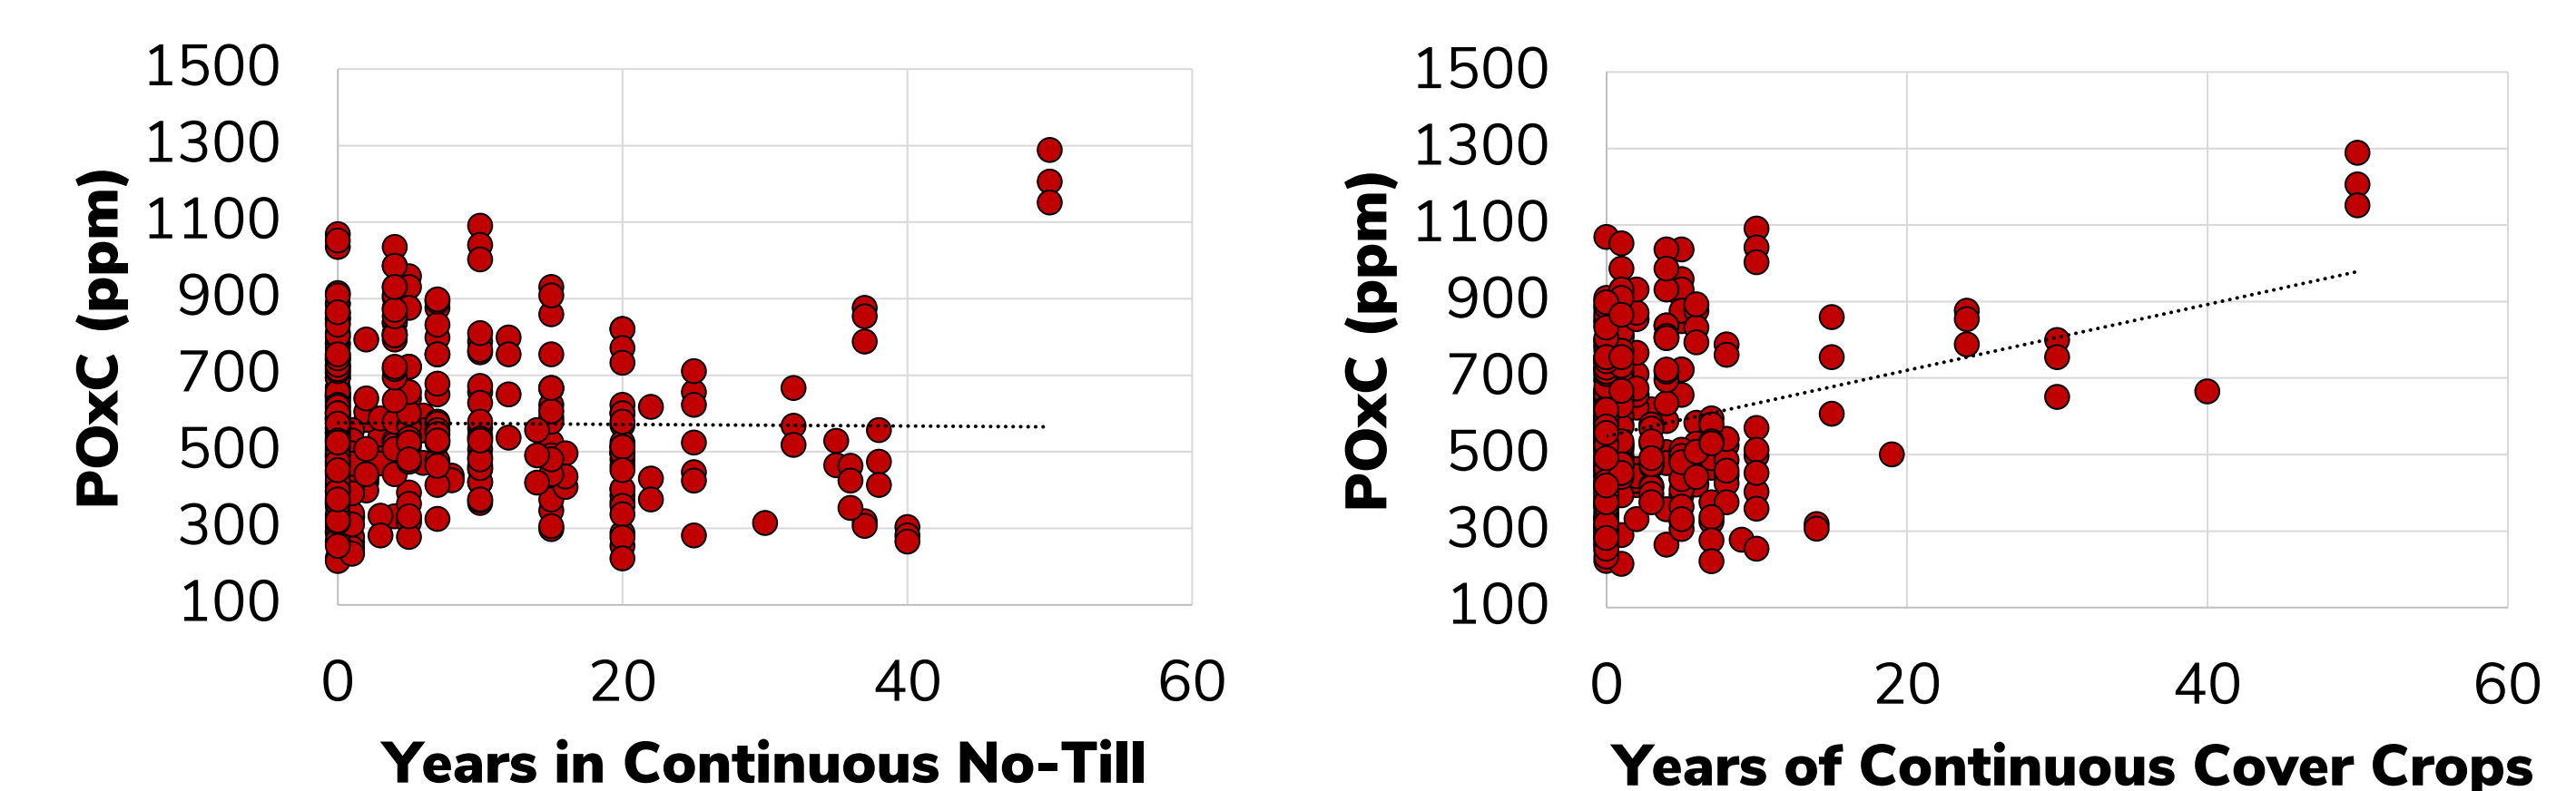 POxC (ppm)
1500
1300
1100
900
700
500
300
100
0 20 40 60
Years in Continuous No-Till
POxC (ppm)
1500
1300
1100
900
700
500
300
100
0 20 40 60
Years of Continuous Cover Crops